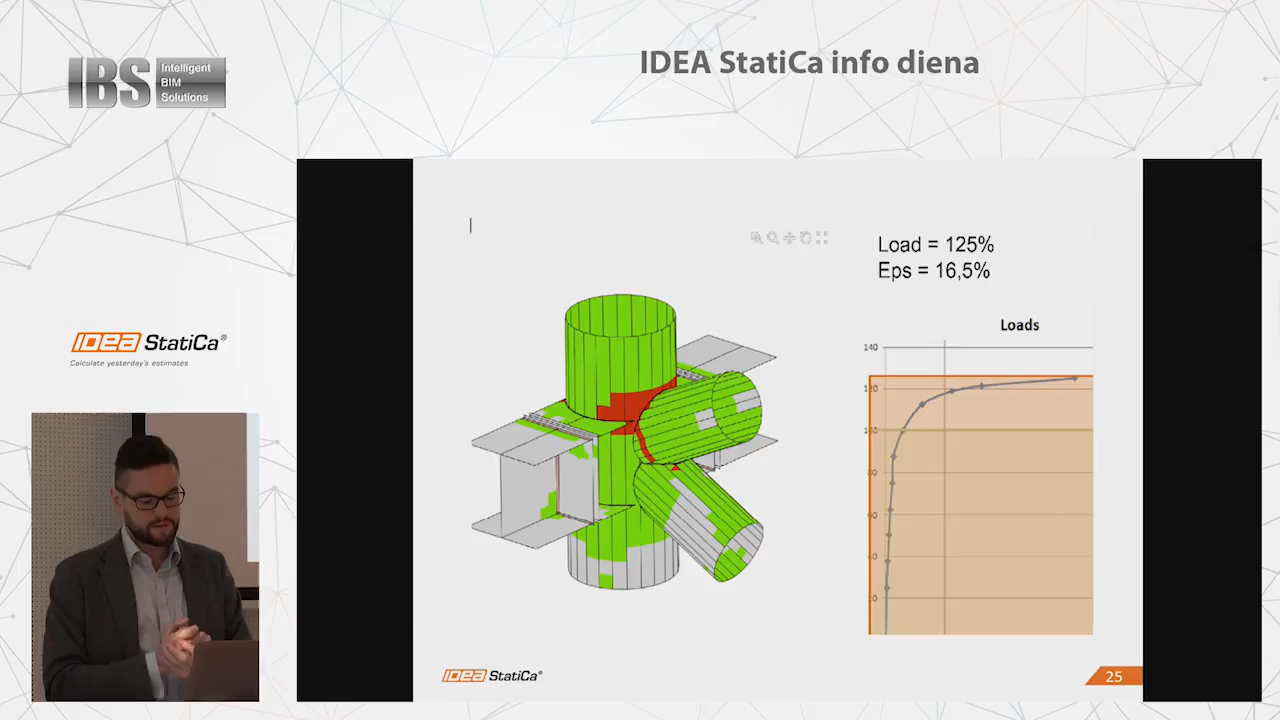 IDEA StatiCa info diena
IBS Intelligent
BIM
Solutions
Load = 125%
Eps = 16,5%
Loads
140
IDEA StatiCa®
Calculate yesterday's estimates
60
IDEA StatiCa®
25